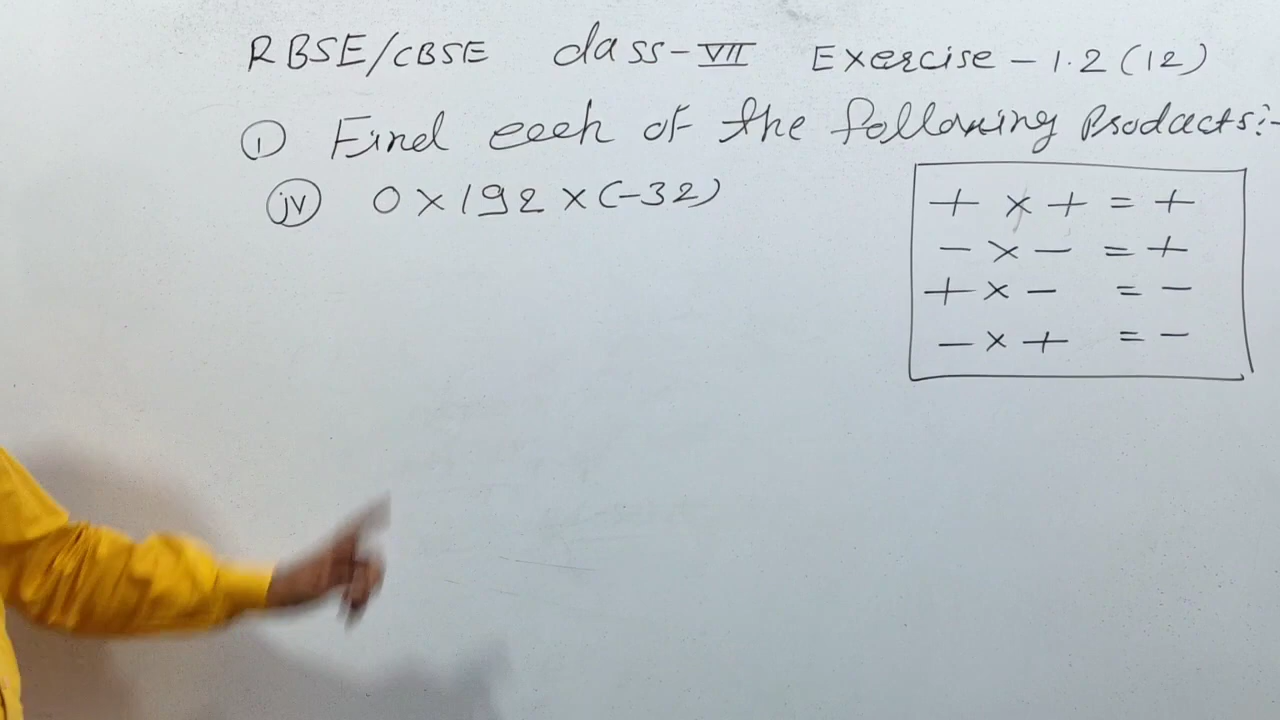 RBSE/CBSE class-VII Exercise-1.2(12)
① Find each of the following Products:-
(iv) 0×192×(-32)
+ × + = +
- × - = +
+ × - = -
- × + = -